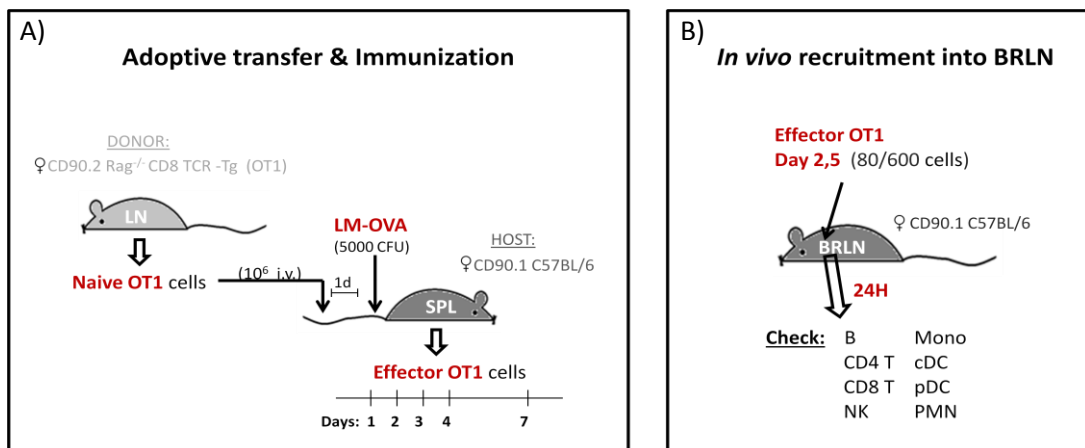 A)
Adoptive transfer & Immunization
DONOR:
♀CD90.2 Rag-/- CD8 TCR -Tg (OT1)
LN
Naive OT1 cells
(10⁶ i.v.)
1d
LM-OVA
(5000 CFU)
HOST:
♀CD90.1 C57BL/6
SPL
Effector OT1 cells
Days: 1 2 3 4 7
B)
In vivo recruitment into BRLN
Effector OT1
Day 2,5 (80/600 cells)
♀ CD90.1 C57BL/6
BRLN
24H
Check: B Mono
CD4 T cDC
CD8 T pDC
NK PMN